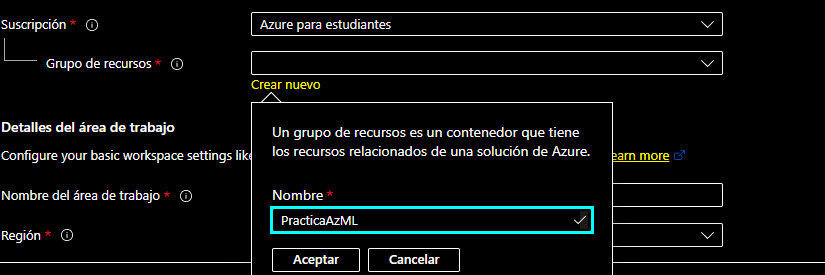 Suscripción * Azure para estudiantes
Grupo de recursos *
Crear nuevo
Detalles del área de trabajo
Un grupo de recursos es un contenedor que tiene
los recursos relacionados de una solución de Azure.
Configure your basic workspace settings like earn more
Nombre del área de trabajo *
Nombre *
PracticaAzML
Región *
Aceptar Cancelar